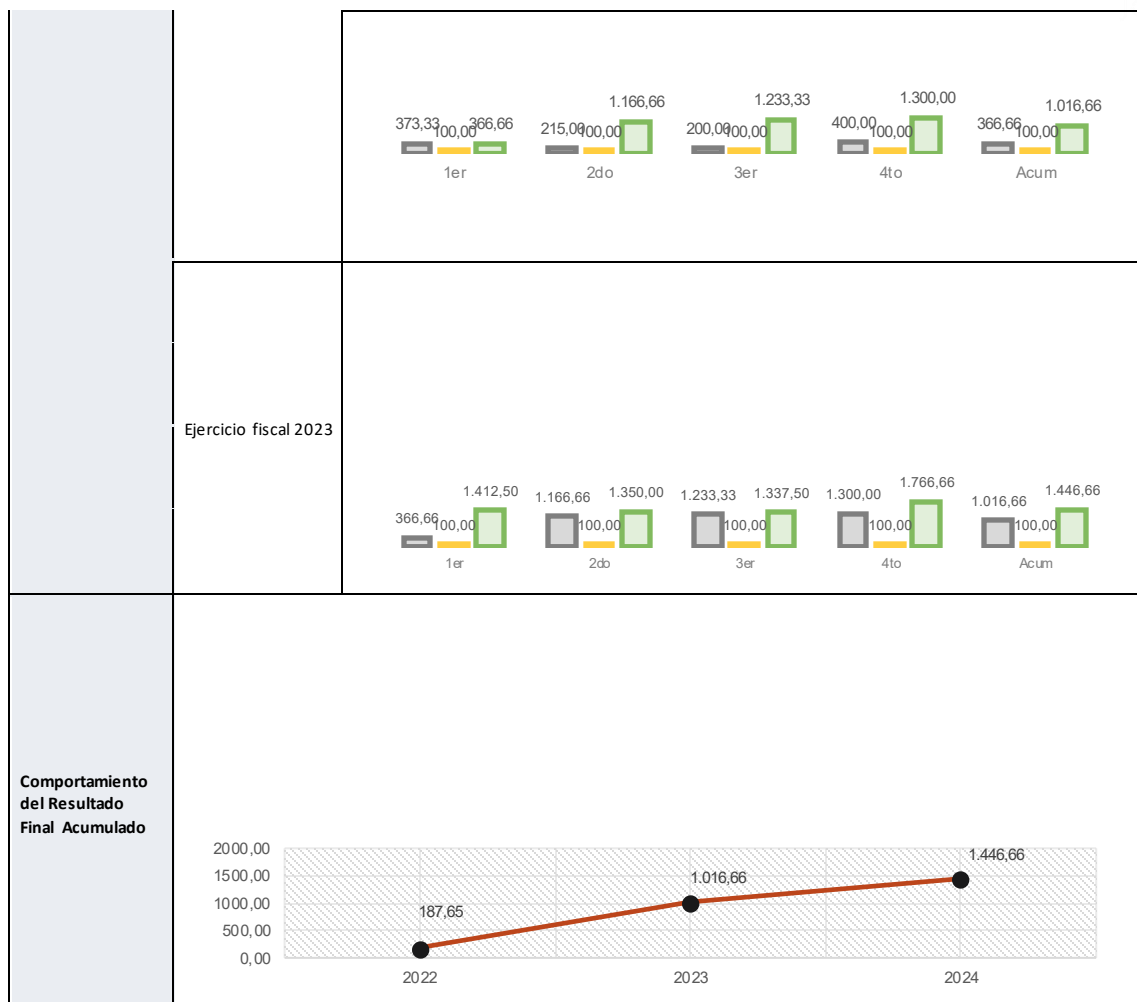 373,33 100,00 366,66 215,00 100,00 1.166,66 200,00 100,00 1.233,33 400,00 100,00 1.300,00 366,66 100,00 1.016,66
1er 2do 3er 4to Acum
Ejercicio fiscal 2023
366,66 100,00 1.412,50 1.166,66 100,00 1.350,00 1.233,33 100,00 1.337,50 1.300,00 100,00 1.766,66 1.016,66 100,00 1.446,66
1er 2do 3er 4to Acum
Comportamiento
del Resultado
Final Acumulado
2000,00
1500,00
1000,00
500,00
0,00
187,65 1.016,66 1.446,66
2022 2023 2024